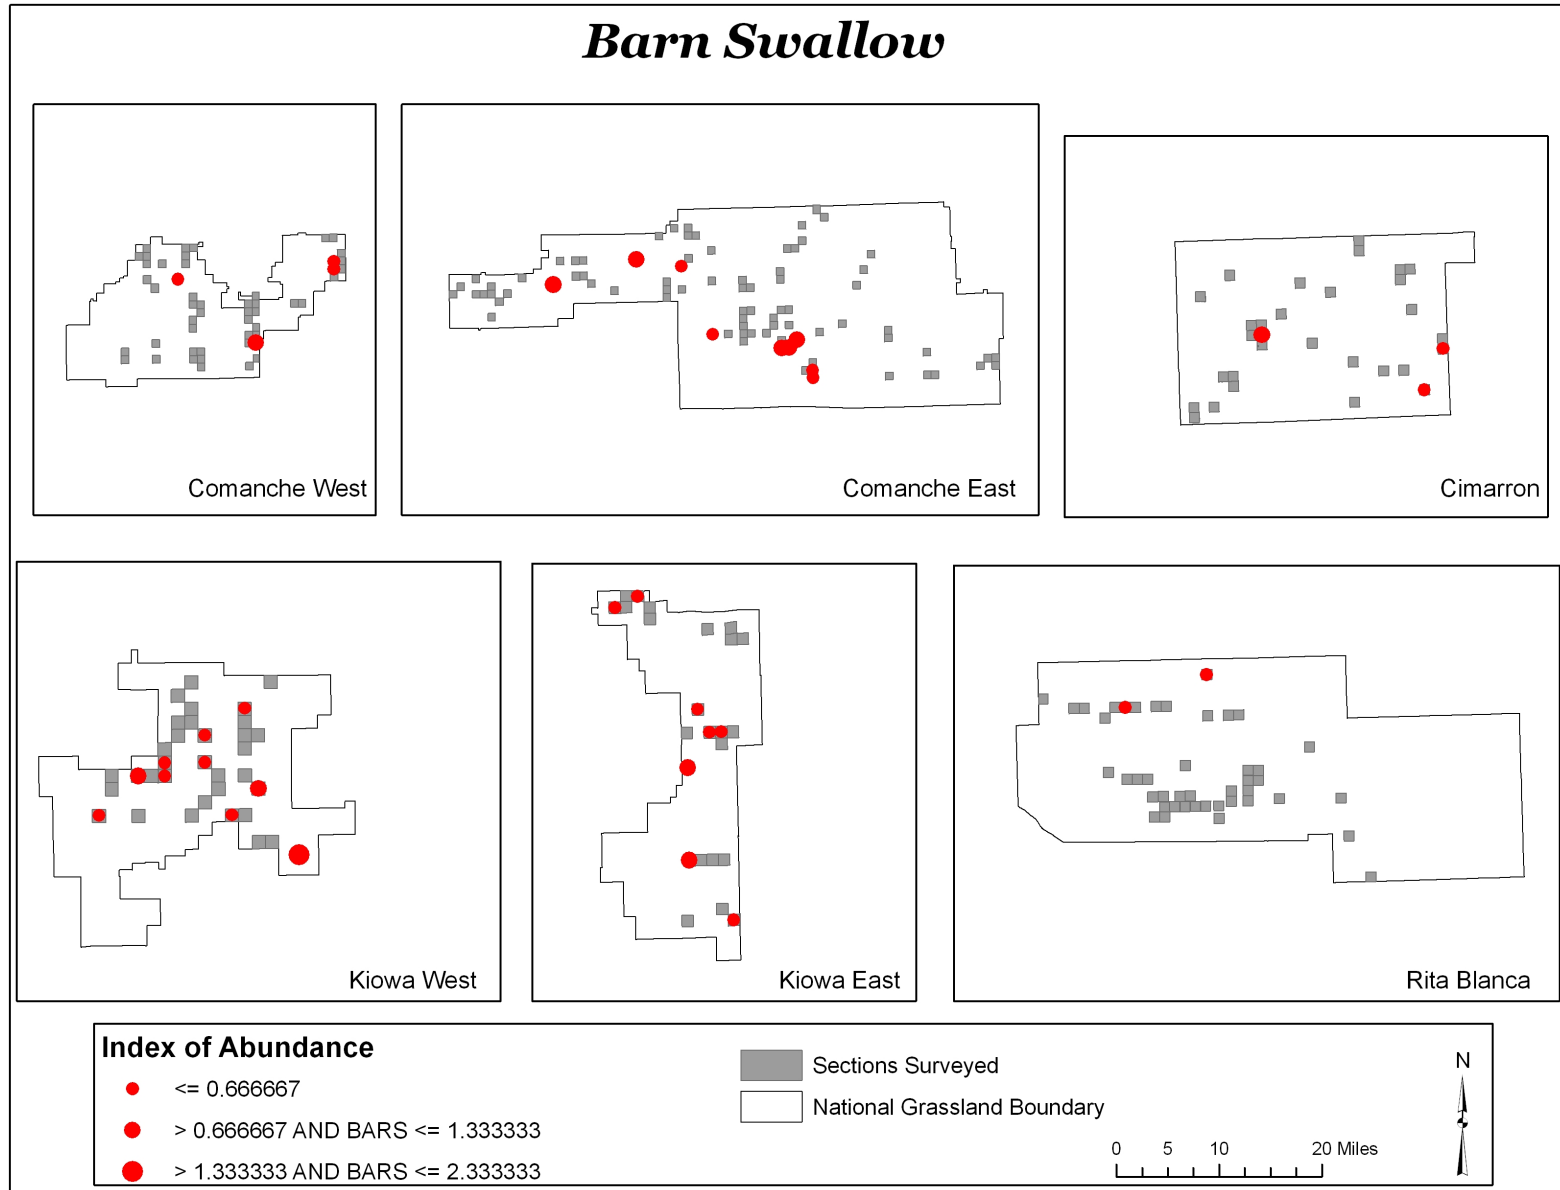 Barn Swallow
Comanche West
Comanche East
Cimarron
Kiowa West
Kiowa East
Rita Blanca
Index of Abundance
<= 0.666667
> 0.666667 AND BARS <= 1.333333
> 1.333333 AND BARS <= 2.333333
Sections Surveyed
National Grassland Boundary
0 5 10 20 Miles
N